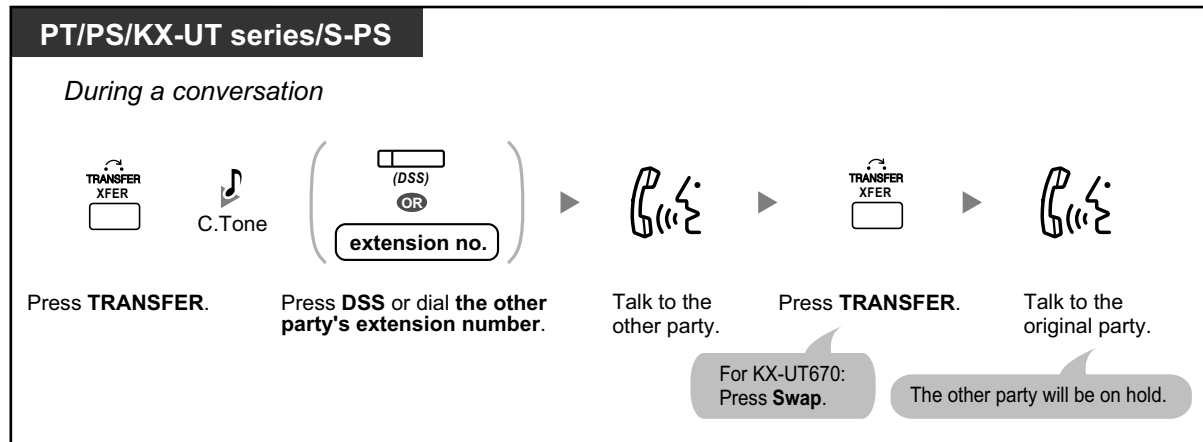 PT/PS/KX-UT series/S-PS
During a conversation
TRANSFER
XFER
C.Tone
(DSS)
OR
extension no.
TRANSFER
XFER
Press TRANSFER.
Press DSS or dial the other
party's extension number.
Talk to the
other party.
Press TRANSFER.
Talk to the
original party.
For KX-UT670:
Press Swap.
The other party will be on hold.